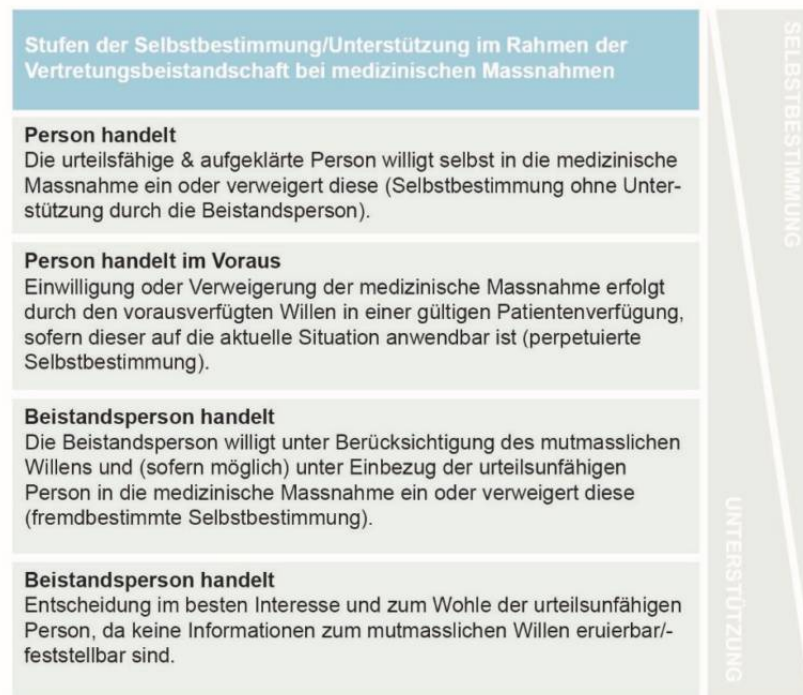 Stufen der Selbstbestimmung/Unterstützung im Rahmen der
Vertretungsbeistandschaft bei medizinischen Massnahmen
Person handelt
Die urteilsfähige & aufgeklärte Person willigt selbst in die medizinische
Massnahme ein oder verweigert diese (Selbstbestimmung ohne Unter-
stützung durch die Beistandsperson).
Person handelt im Voraus
Einwilligung oder Verweigerung der medizinische Massnahme erfolgt
durch den vorausverfügten Willen in einer gültigen Patientenverfügung,
sofern dieser auf die aktuelle Situation anwendbar ist (perpetuierte
Selbstbestimmung).
Beistandsperson handelt
Die Beistandsperson willigt unter Berücksichtigung des mutmasslichen
Willens und (sofern möglich) unter Einbezug der urteilsunfähigen
Person in die medizinische Massnahme ein oder verweigert diese
(fremdbestimmte Selbstbestimmung).
Beistandsperson handelt
Entscheidung im besten Interesse und zum Wohle der urteilsunfähigen
Person, da keine Informationen zum mutmasslichen Willen eruierbar/-
feststellbar sind.
SELBSTBESTIMMUNG
UNTERSTÜTZUNG